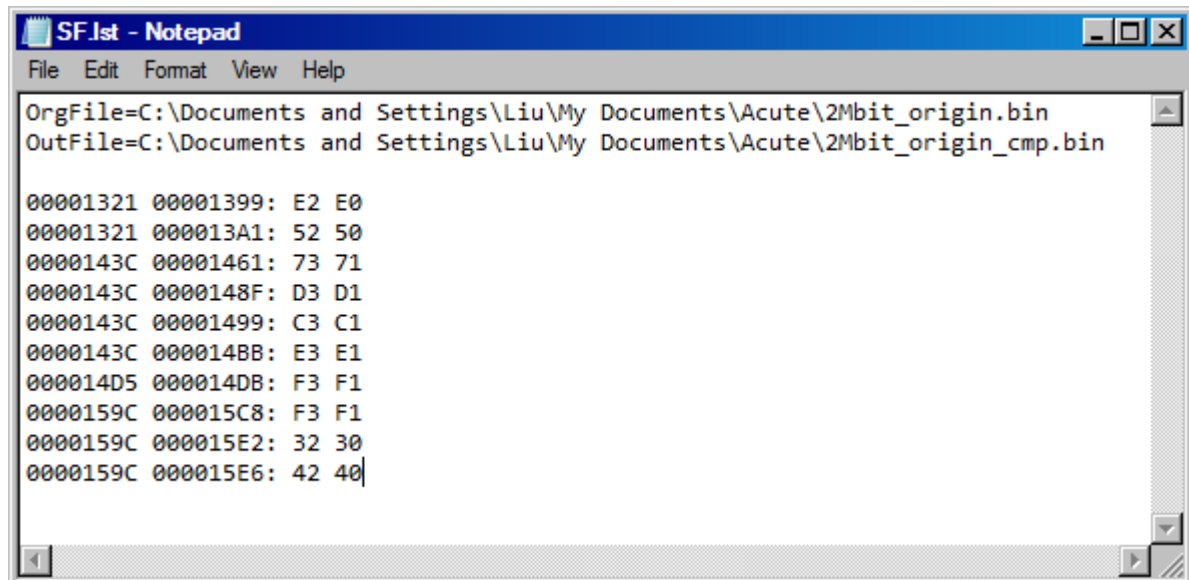 SF.lst - Notepad
File Edit Format View Help
OrgFile=C:\Documents and Settings\Liu\My Documents\Acute\2Mbit_origin.bin
OutFile=C:\Documents and Settings\Liu\My Documents\Acute\2Mbit_origin_cmp.bin
00001321 00001399: E2 E0
00001321 000013A1: 52 50
0000143C 00001461: 73 71
0000143C 0000148F: D3 D1
0000143C 00001499: C3 C1
0000143C 000014BB: E3 E1
000014D5 000014DB: F3 F1
0000159C 000015C8: F3 F1
0000159C 000015E2: 32 30
0000159C 000015E6: 42 40